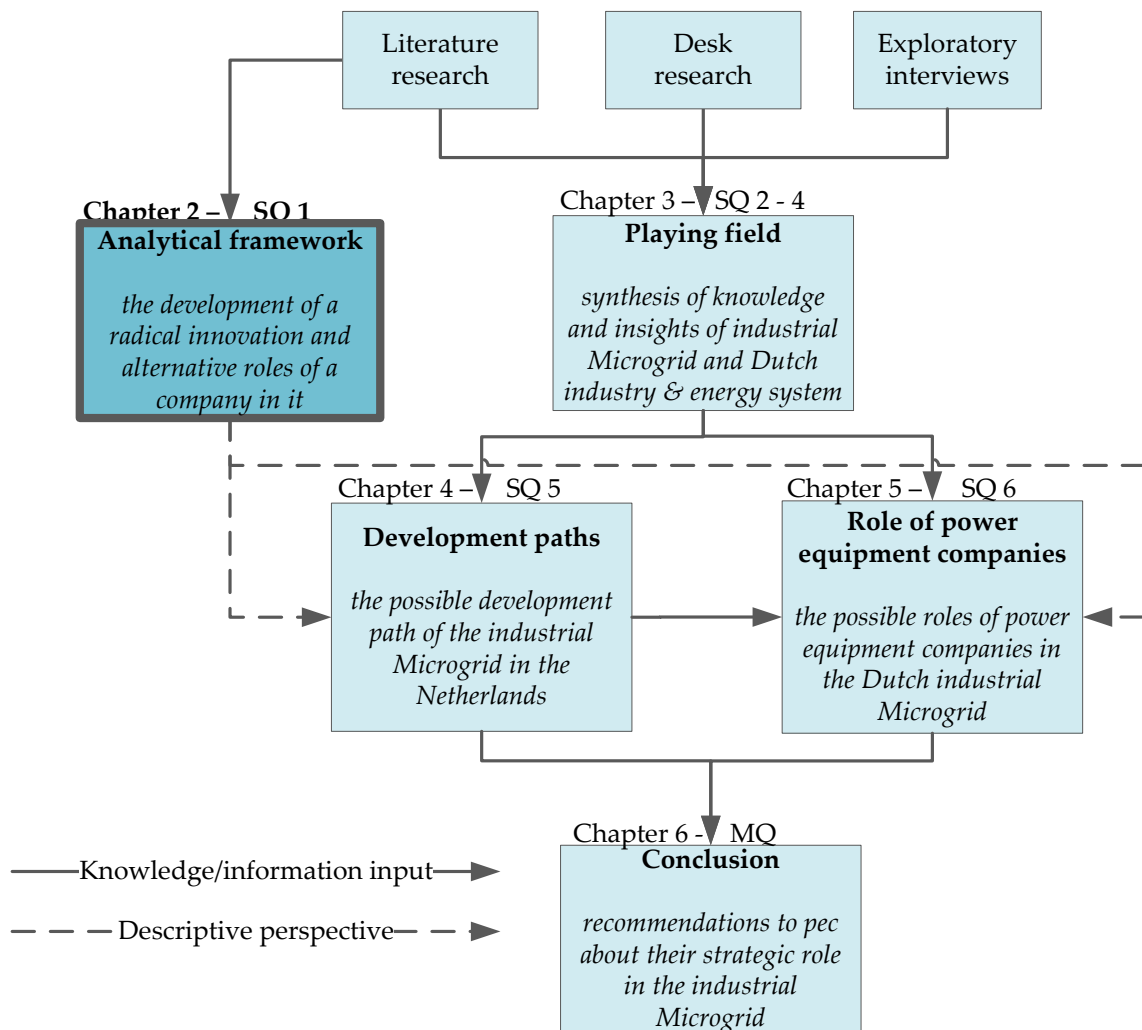 Literature
research
Desk
research
Exploratory
interviews
Chapter 2 – SQ 1
Analytical framework
the development of a
radical innovation and
alternative roles of a
company in it
Chapter 3 – SQ 2 - 4
Playing field
synthesis of knowledge
and insights of industrial
Microgrid and Dutch
industry & energy system
Chapter 4 – SQ 5
Development paths
the possible development
path of the industrial
Microgrid in the
Netherlands
Chapter 5 – SQ 6
Role of power
equipment companies
the possible roles of power
equipment companies in
the Dutch industrial
Microgrid
Chapter 6 - MQ
Conclusion
recommendations to pec
about their strategic role
in the industrial
Microgrid
Knowledge/information input
Descriptive perspective